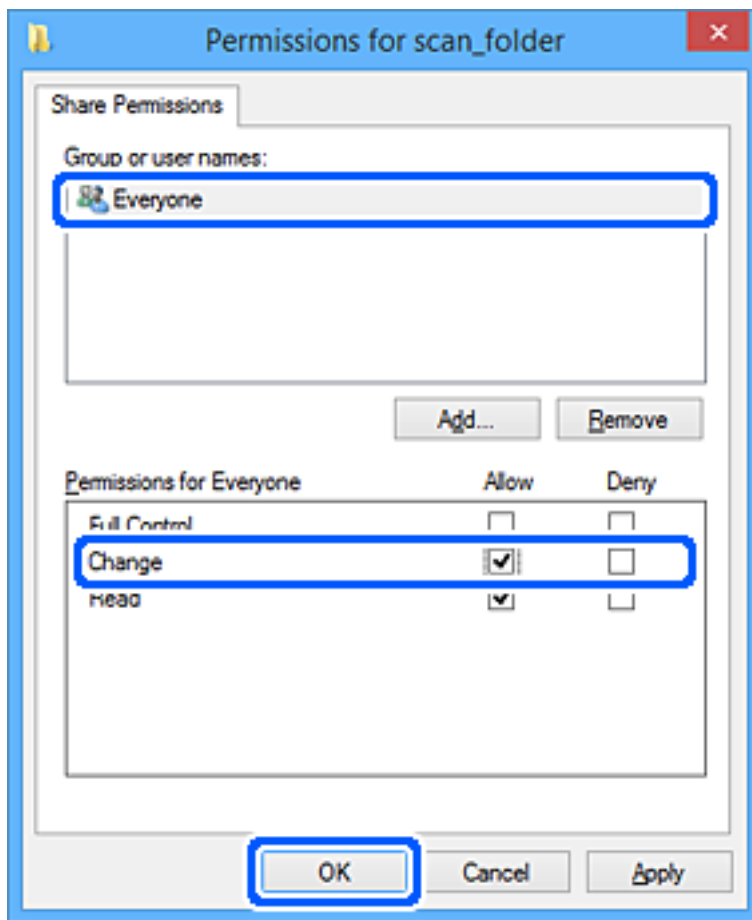 Permissions for scan_folder
Share Permissions
Group or user names:
Everyone
Add... Remove
Permissions for Everyone Allow Deny
Full Control
Change
Read
OK Cancel Apply